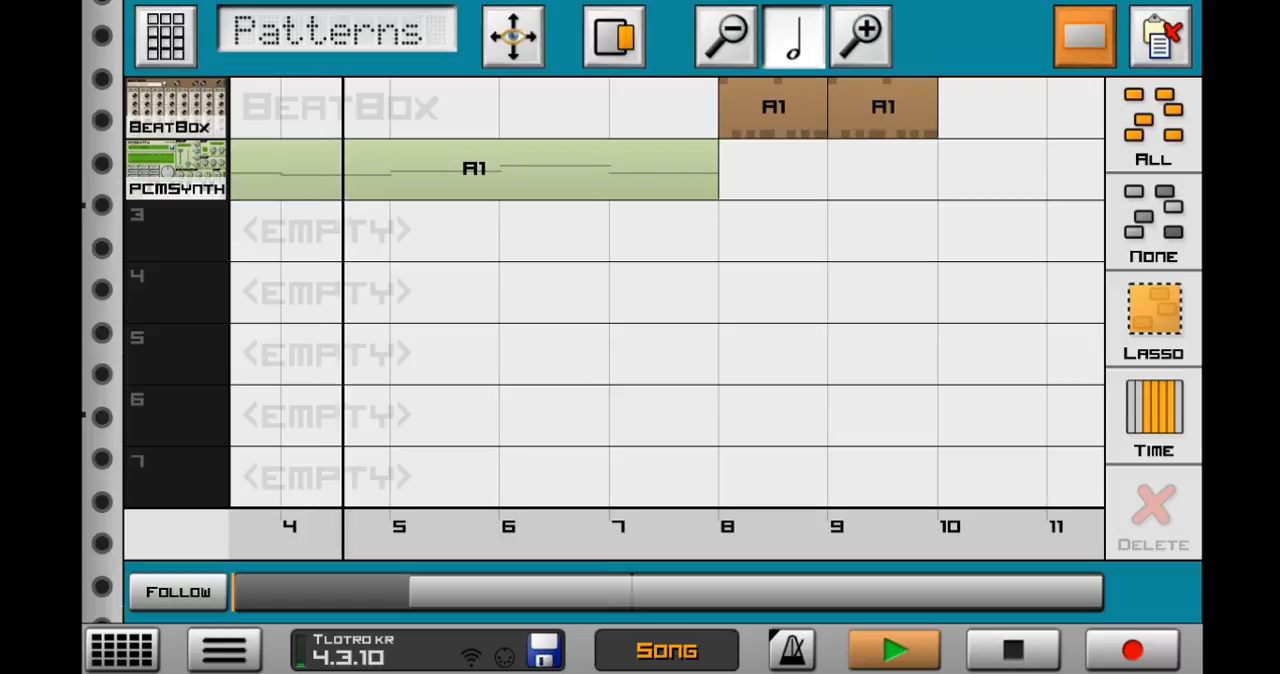 Patterns
BeatBox
A1
A1
BeatBox
All
A1
PCMSynth
3
<Empty>
None
4
<Empty>
5
<Empty>
Lasso
6
<Empty>
Time
7
<Empty>
4 5 6 7 8 9 10 11
Delete
Follow
Tlotro kr
4.3.10
Song